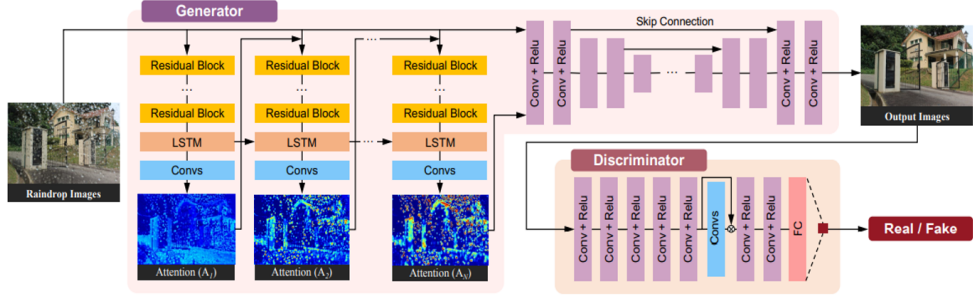 Generator
Skip Connection
Residual Block
Residual Block
Residual Block
...
...
...
...
Residual Block
Residual Block
Residual Block
LSTM
LSTM
...
LSTM
Convs
Convs
Convs
Raindrop Images
Attention (A1)
Attention (A2)
Attention (AN)
Conv + Relu
Conv + Relu
...
Conv + Relu
Conv + Relu
Output Images
Discriminator
Conv + Relu
Conv + Relu
Conv + Relu
Conv + Relu
Conv + Relu
Convs
Conv + Relu
Conv + Relu
FC
Real / Fake